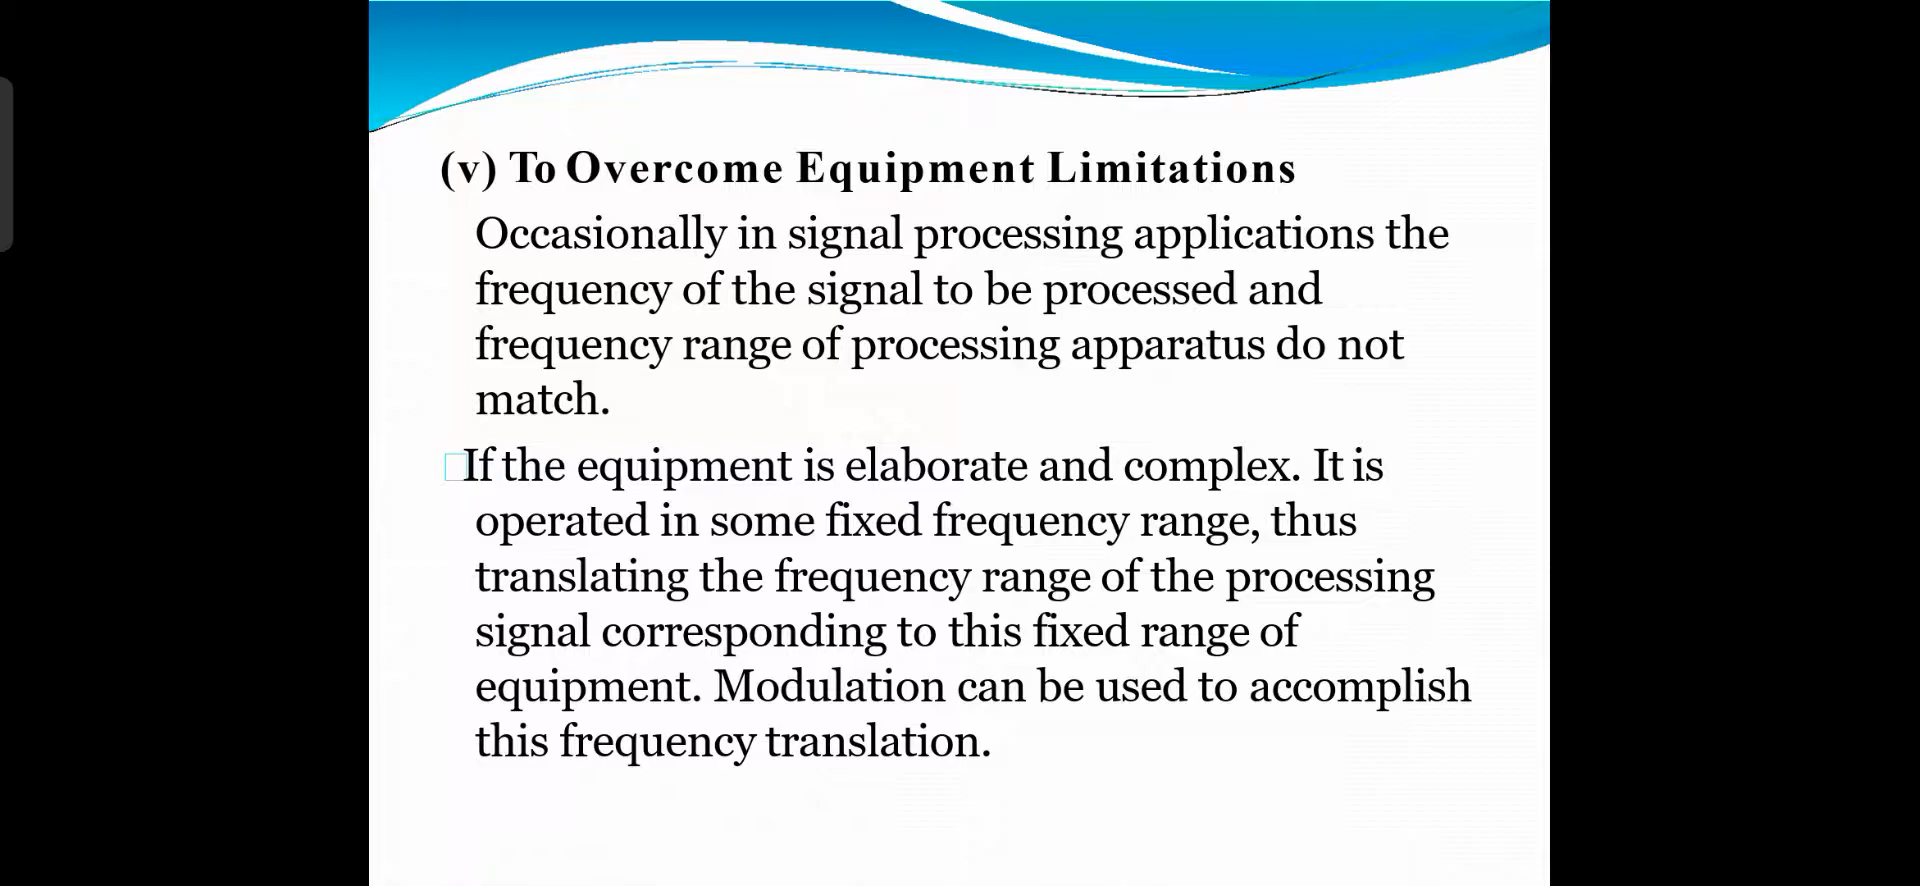 (v) To Overcome Equipment Limitations
Occasionally in signal processing applications the
frequency of the signal to be processed and
frequency range of processing apparatus do not
match.
If the equipment is elaborate and complex. It is
operated in some fixed frequency range, thus
translating the frequency range of the processing
signal corresponding to this fixed range of
equipment. Modulation can be used to accomplish
this frequency translation.